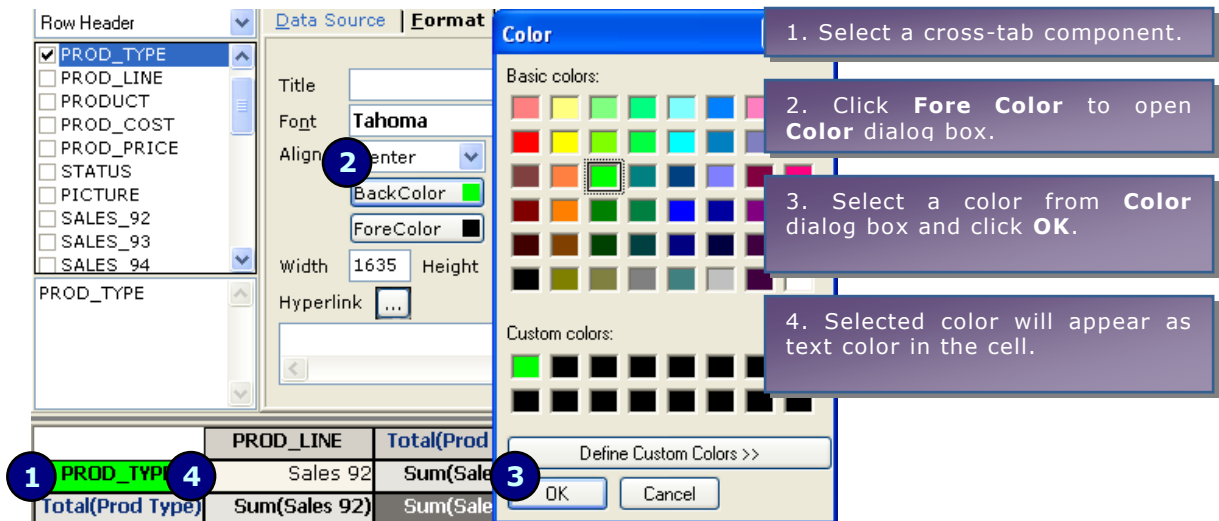 Row Header
PROD_TYPE
PROD_LINE
PRODUCT
PROD_COST
PROD_PRICE
STATUS
PICTURE
SALES_92
SALES_93
SALES_94
PROD_TYPE
Data Source
Format
Title
Font
Tahoma
Align
enter
2
BackColor
ForeColor
Width
1635
Height
Hyperlink
...
Color
Basic colors:
Custom colors:
Define Custom Colors >>
OK
Cancel
3
1. Select a cross-tab component.
2. Click Fore Color to open
Color dialog box.
3. Select a color from Color
dialog box and click OK.
4. Selected color will appear as
text color in the cell.
PROD_LINE
Total(Prod
1
PROD_TYP
4
Sales 92
Sum(Sale
Total(Prod Type)
Sum(Sales 92)
Sum(Sale